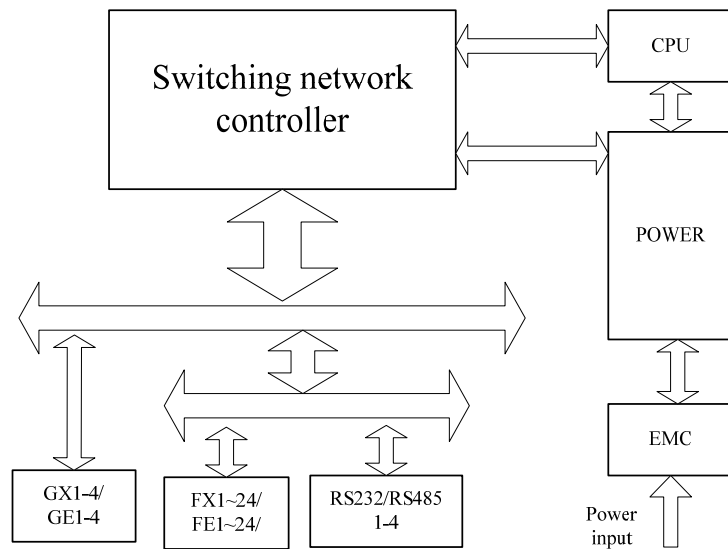 Switching network
controller
CPU
POWER
EMC
GX1-4/
GE1-4
FX1~24/
FE1~24/
RS232/RS485
1-4
Power
input